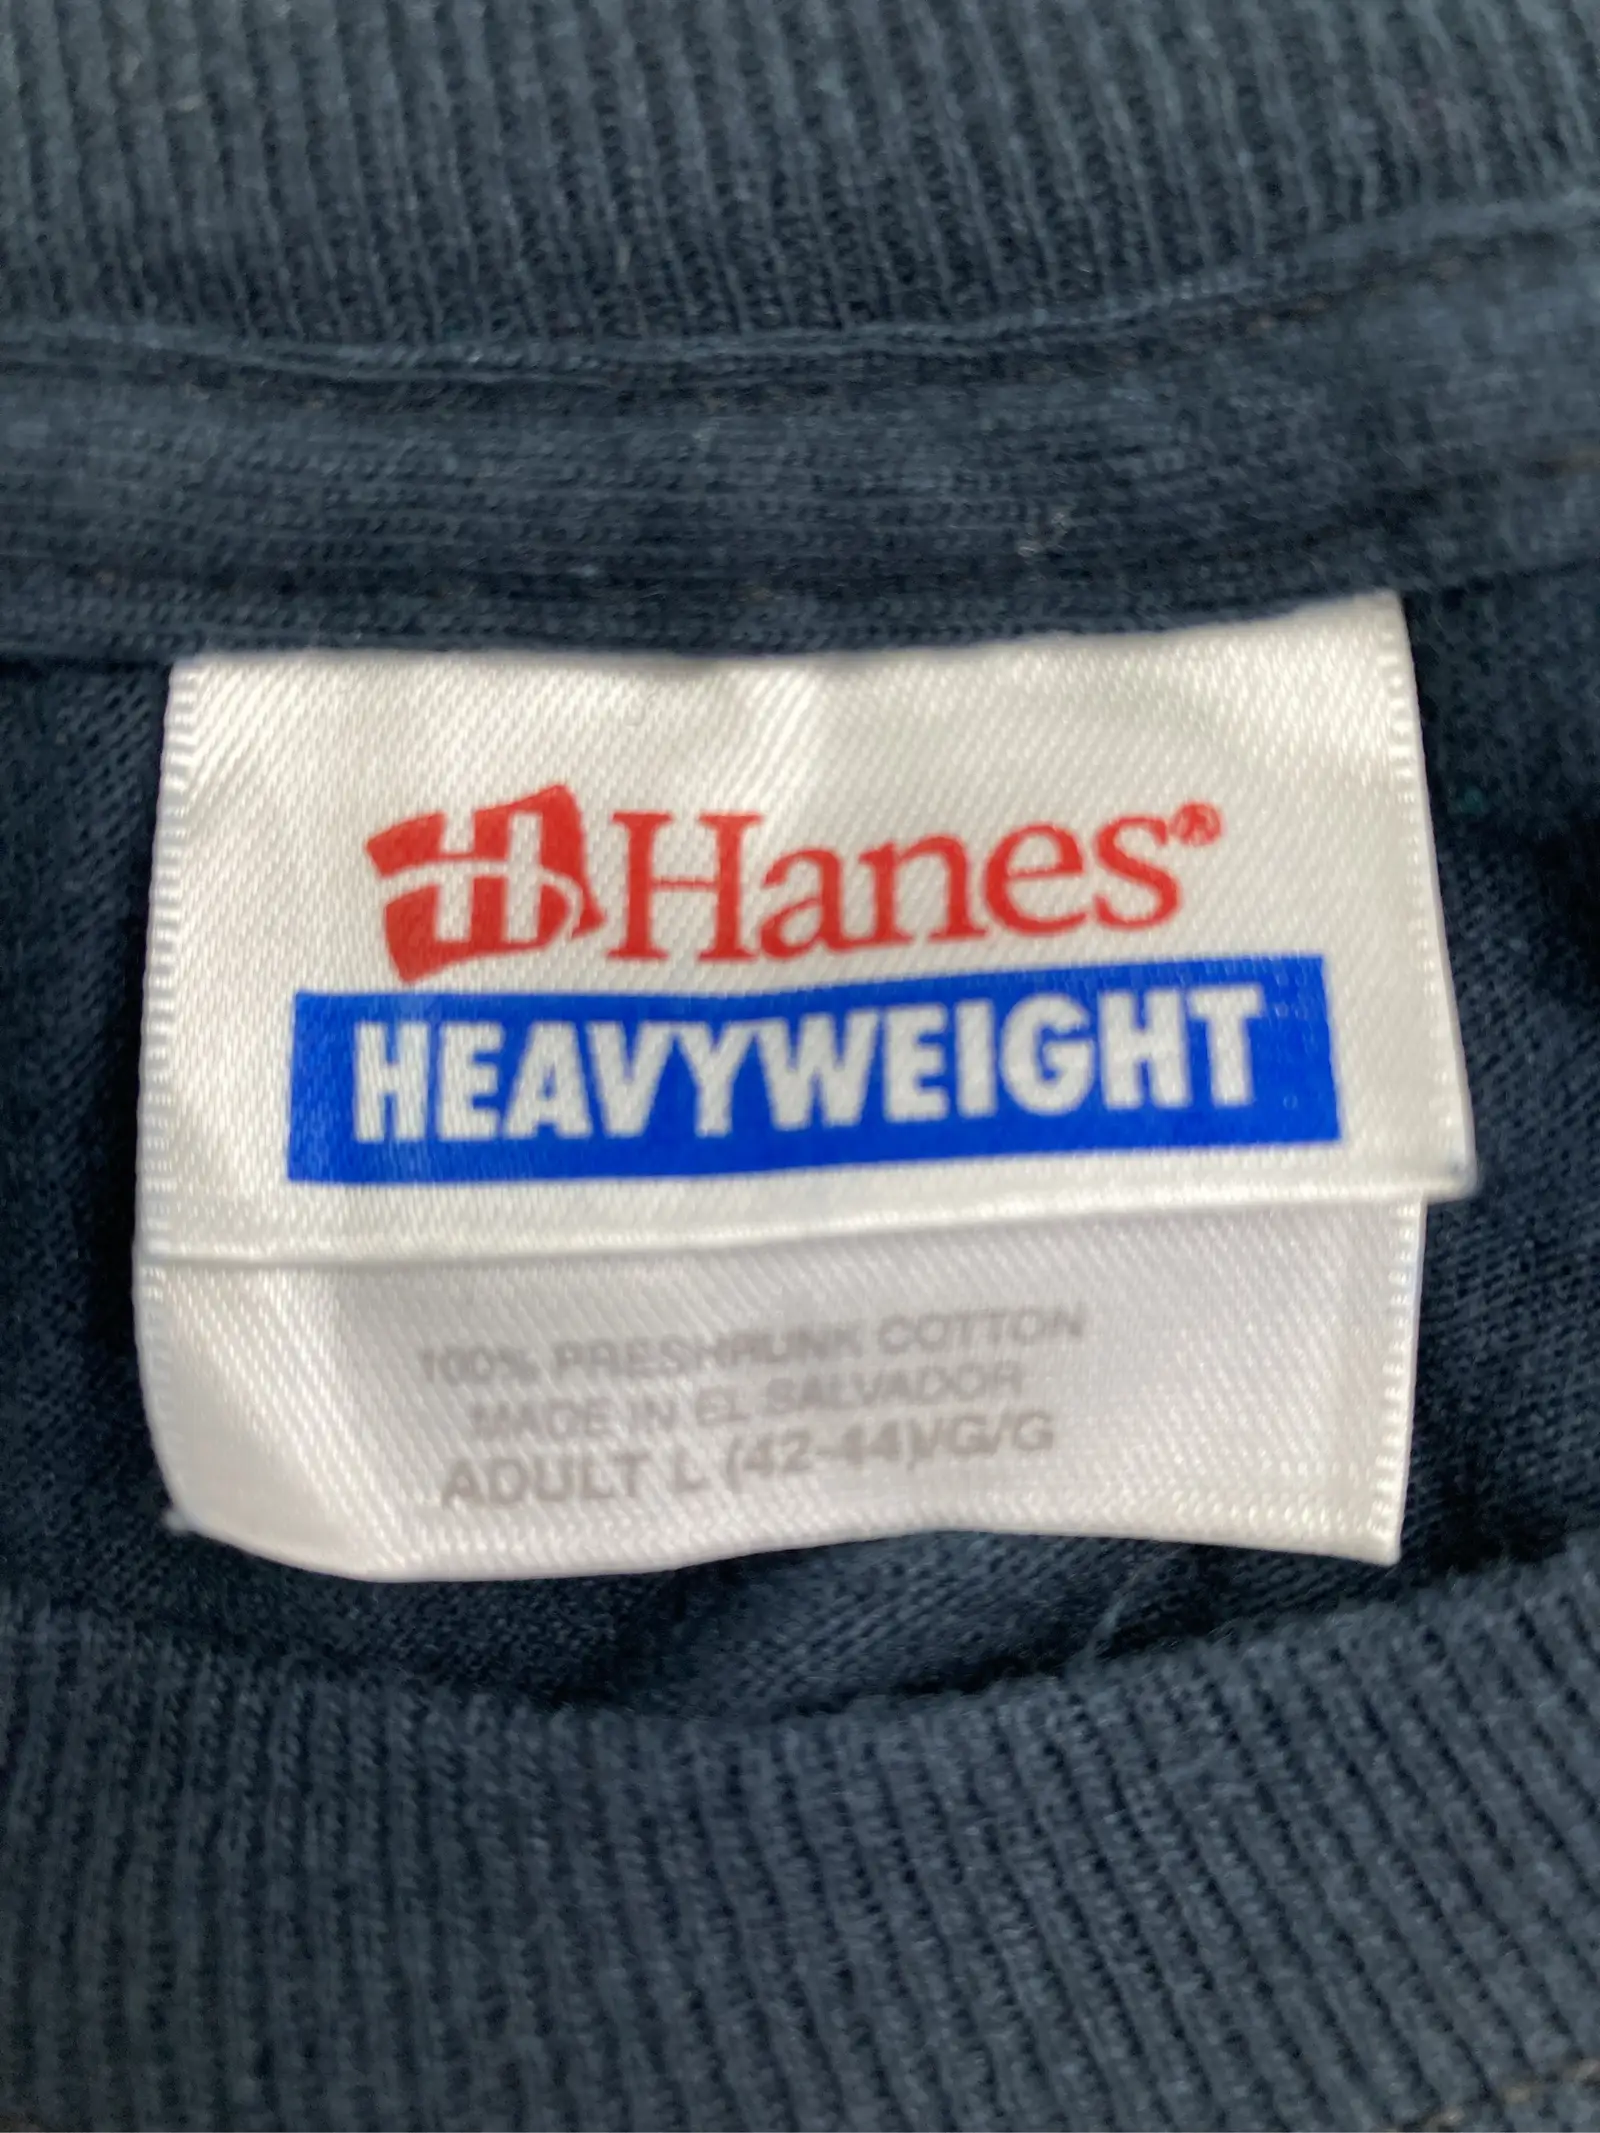 Hanes®
HEAVYWEIGHT
100% PRESHRUNK COTTON
MADE IN EL SALVADOR
ADULT L (42-44)/G/G